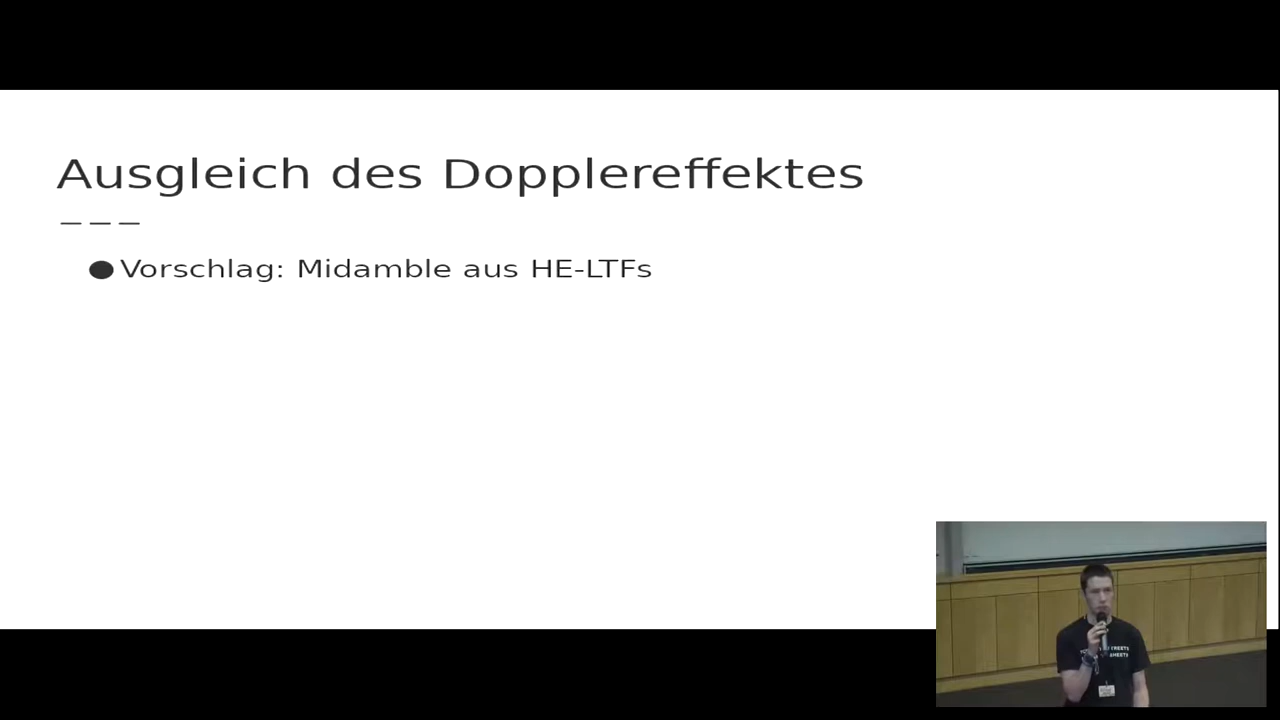 Ausgleich des Dopplereffektes
● Vorschlag: Midamble aus HE-LTFs